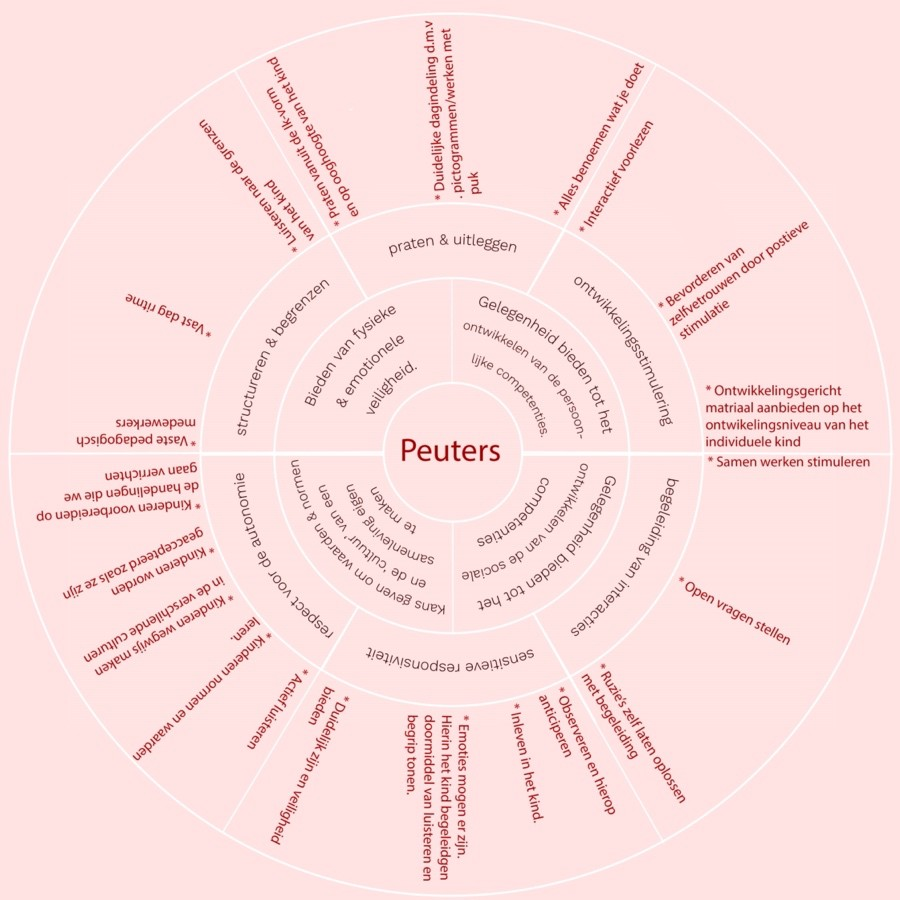 Peuters
Bieden van fysieke
& emotionele
veiligheid.
Gelegenheid bieden tot het
ontwikkelen van de persoon-
lijke competenties.
Gelegenheid bieden tot het
ontwikkelen van de sociale
competenties
kans geven om waarden & normen
en de ‘cultuur’ van een
samenleving eigen
te maken
praten & uitleggen
ontwikkelingsstimulering
begeleiding van interacties
sensitieve responsiviteit
respect voor de autonomie
structureren & begrenzen
* Praten vanuit de Ik-vorm
en op ooghoogte van het kind
* Duidelijke dagindeling d.m.v
. pictogrammen/werken met
puk
* Alles benoemen wat je doet
* Interactief voorlezen
* Bevorderen van
zelfvetrouwen door postieve
stimulatie
* Ontwikkelingsgericht
matriaal aanbieden op het
ontwikelingsniveau van het
individuele kind
* Samen werken stimuleren
* Open vragen stellen
* Ruzie's zelf laten oplossen
met begeleiding
* Observeren en hierop
anticiperen
* Inleven in het kind.
* Emoties mogen er zijn.
Hierin het kind begeleidgen
doormiddel van luisteren en
begrip tonen.
* Duidelijk zijn en veiligheid
bieden
* Actief luisteren
* Kinderen normen en waarden
leren.
* Kinderen wegwijs maken
in de verschilende culturen
* Kinderen worden
geaccepteerd zoals ze zijn
* Kinderen voorbereiden op
de handelingen die we
gaan verrichten
* Vaste pedagogisch
medewerkers
* Vast dag ritme
* Luisteren naar de grenzen
van het kind